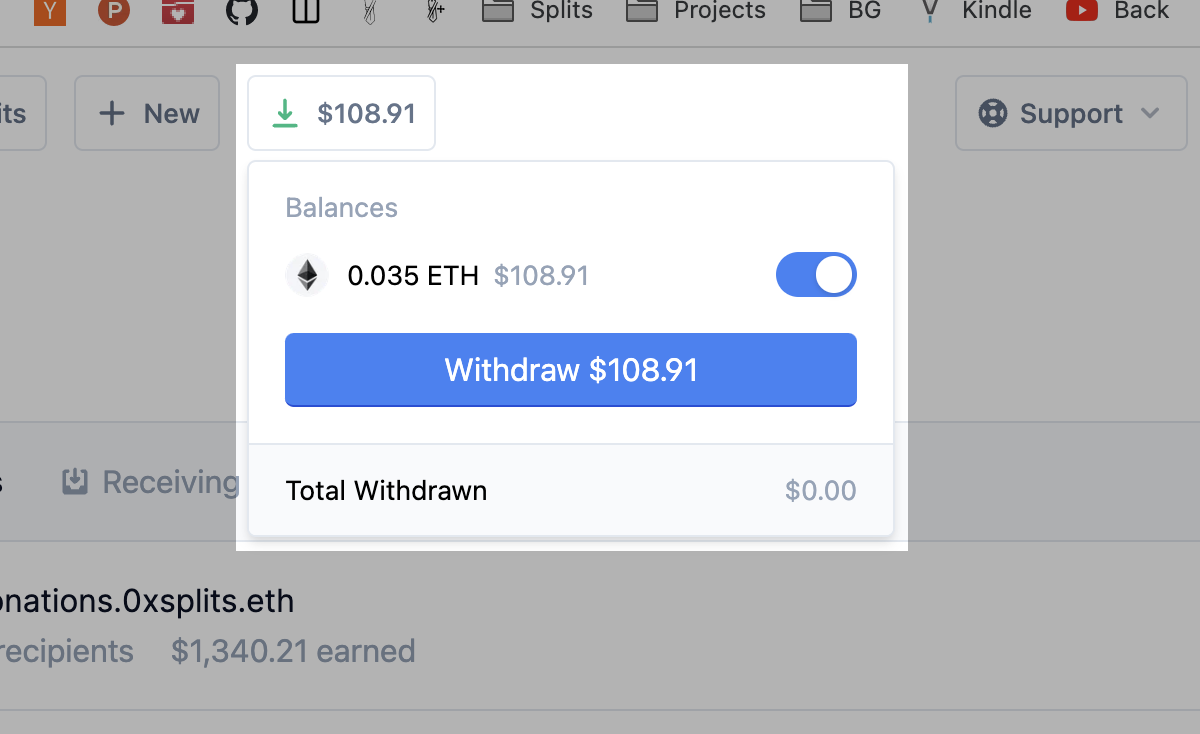 Y P Splits Projects BG Kindle Back
its + New $108.91 Support
Balances
0.035 ETH $108.91
Withdraw $108.91
Receiving
Total Withdrawn $0.00
onations.0xsplits.eth
recipients $1,340.21 earned